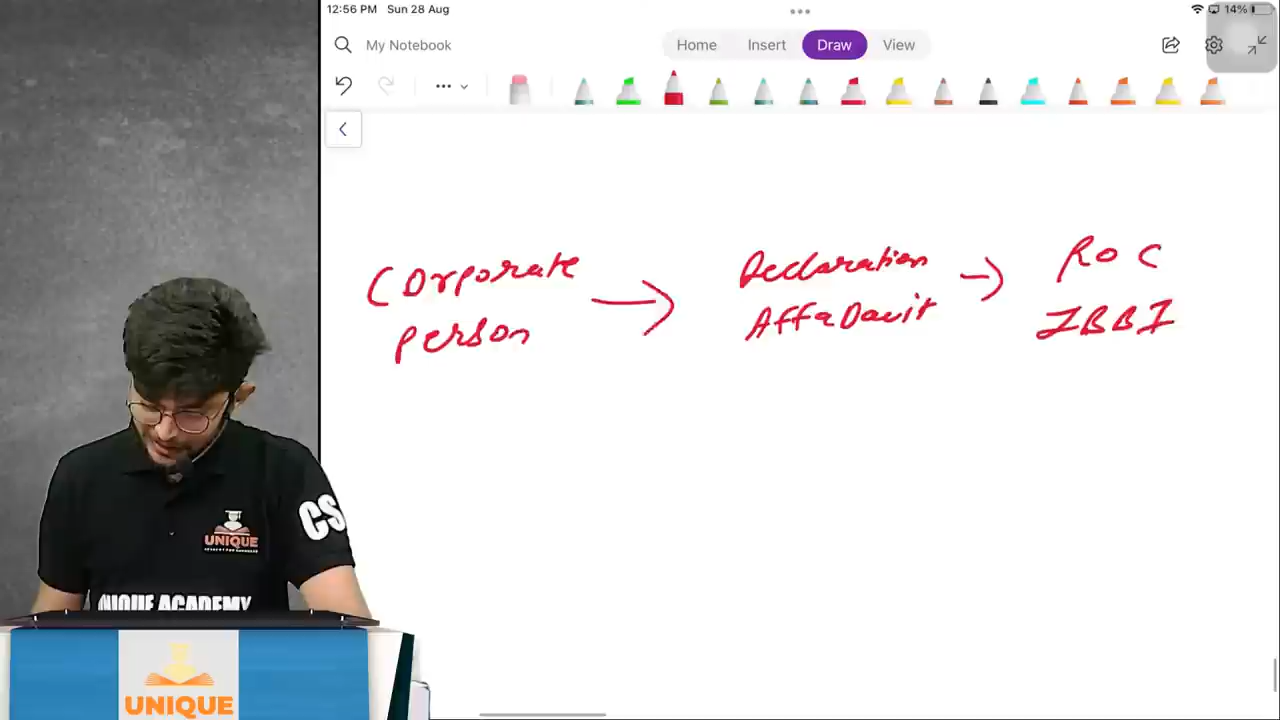 12:56 PM Sun 28 Aug
14%
My Notebook
Home Insert Draw View
Corporate
person
Declaration
AffaDavit
ROC
IBBI
CS
UNIQUE
UNIQUE ACADEMY
UNIQUE